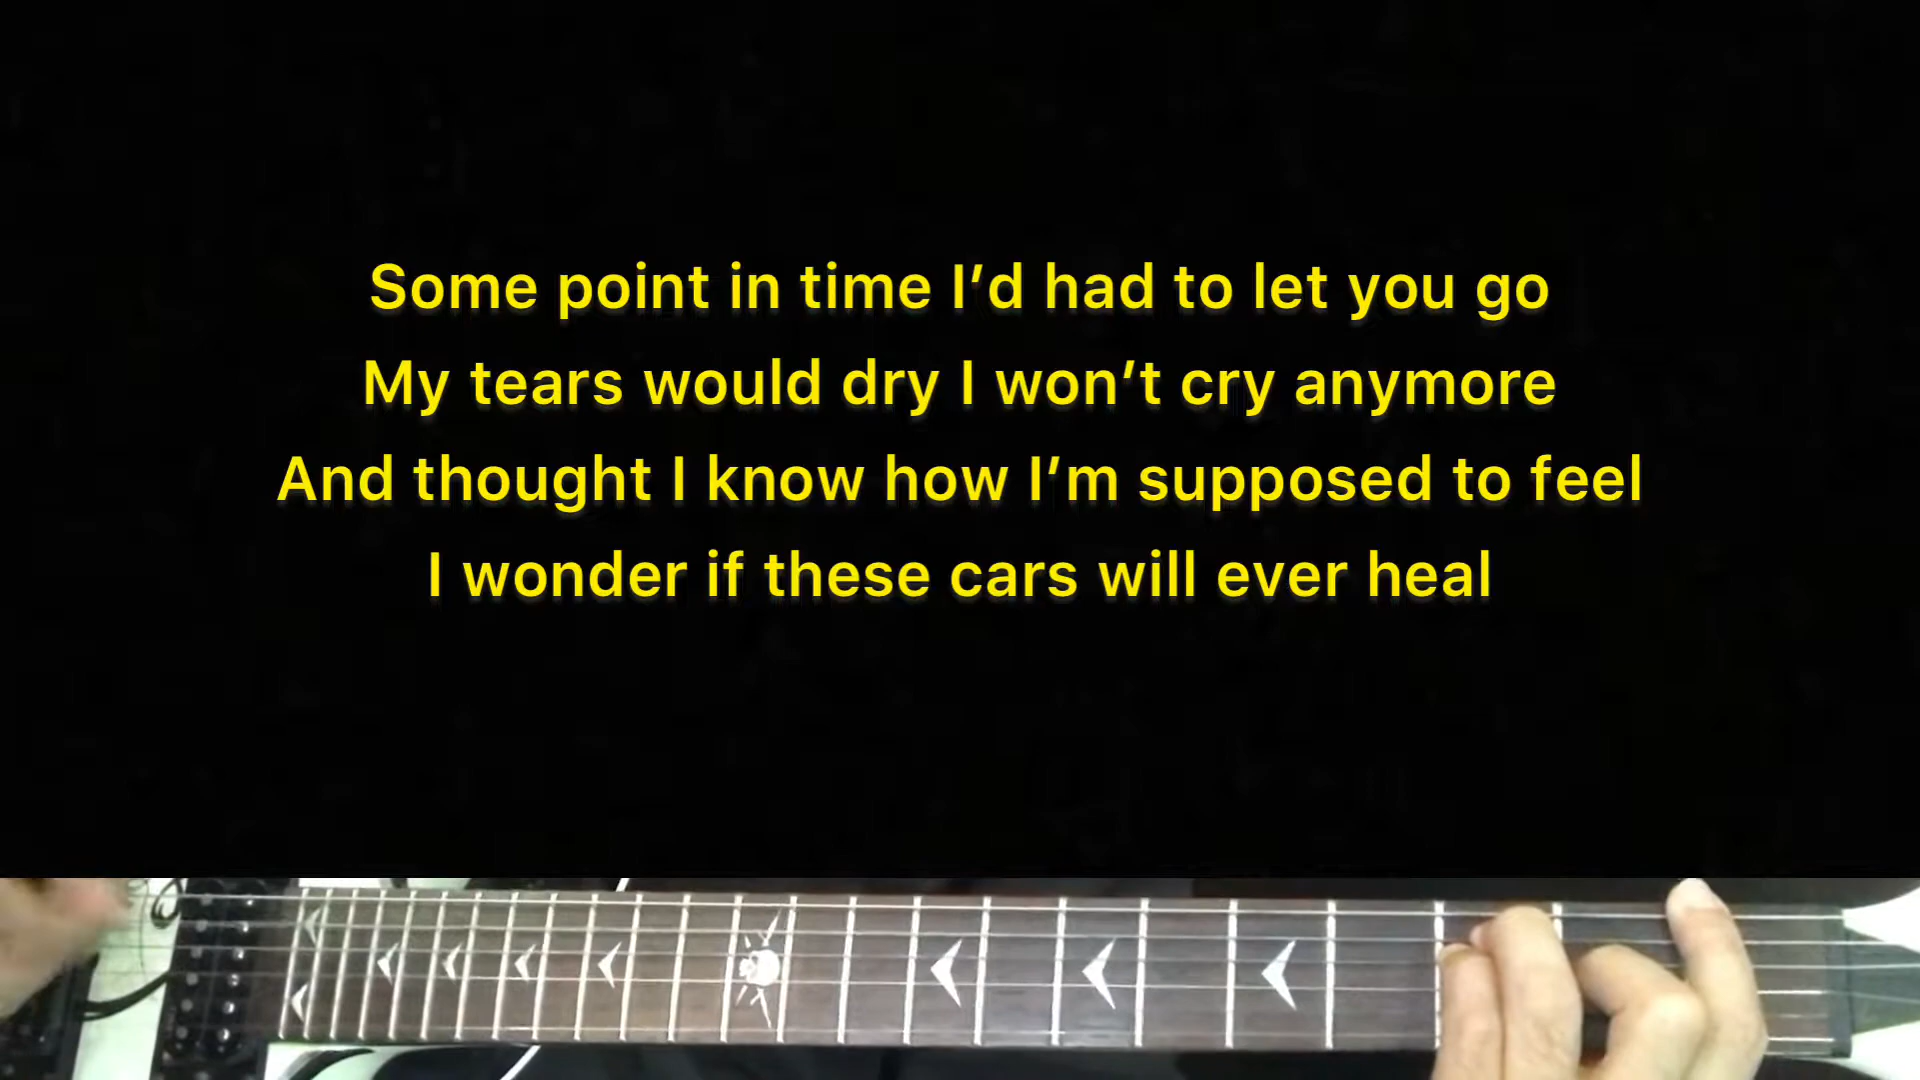 Some point in time I’d had to let you go
My tears would dry I won’t cry anymore
And thought I know how I’m supposed to feel
I wonder if these cars will ever heal